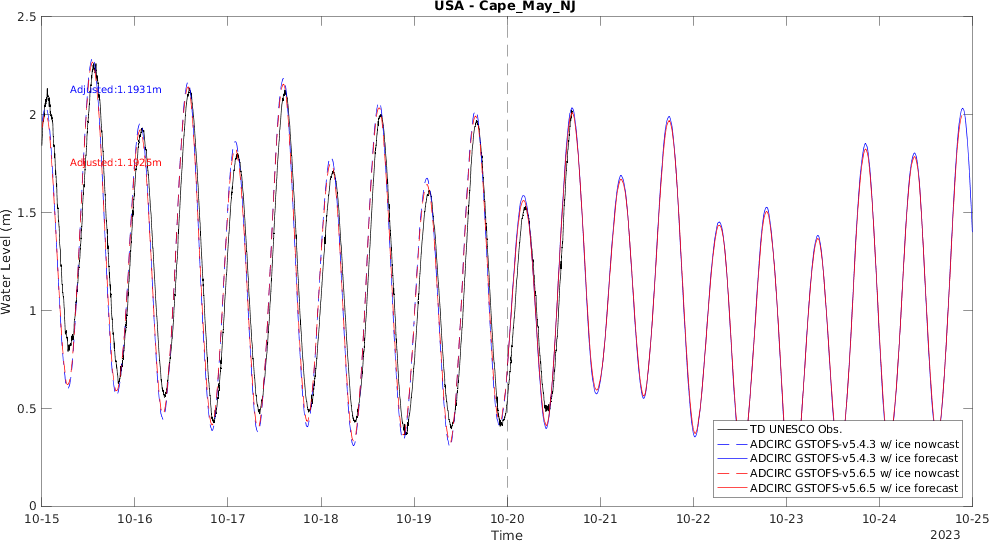 USA - Cape_May_NJ
2.5
2
1.5
1
0.5
0
Water Level (m)
Adjusted:1.1931m
Adjusted:1.1925m
TD UNESCO Obs.
ADCIRC GSTOFS-v5.4.3 w/ ice nowcast
ADCIRC GSTOFS-v5.4.3 w/ ice forecast
ADCIRC GSTOFS-v5.6.5 w/ ice nowcast
ADCIRC GSTOFS-v5.6.5 w/ ice forecast
10-15 10-16 10-17 10-18 10-19 10-20 10-21 10-22 10-23 10-24 10-25
Time
2023